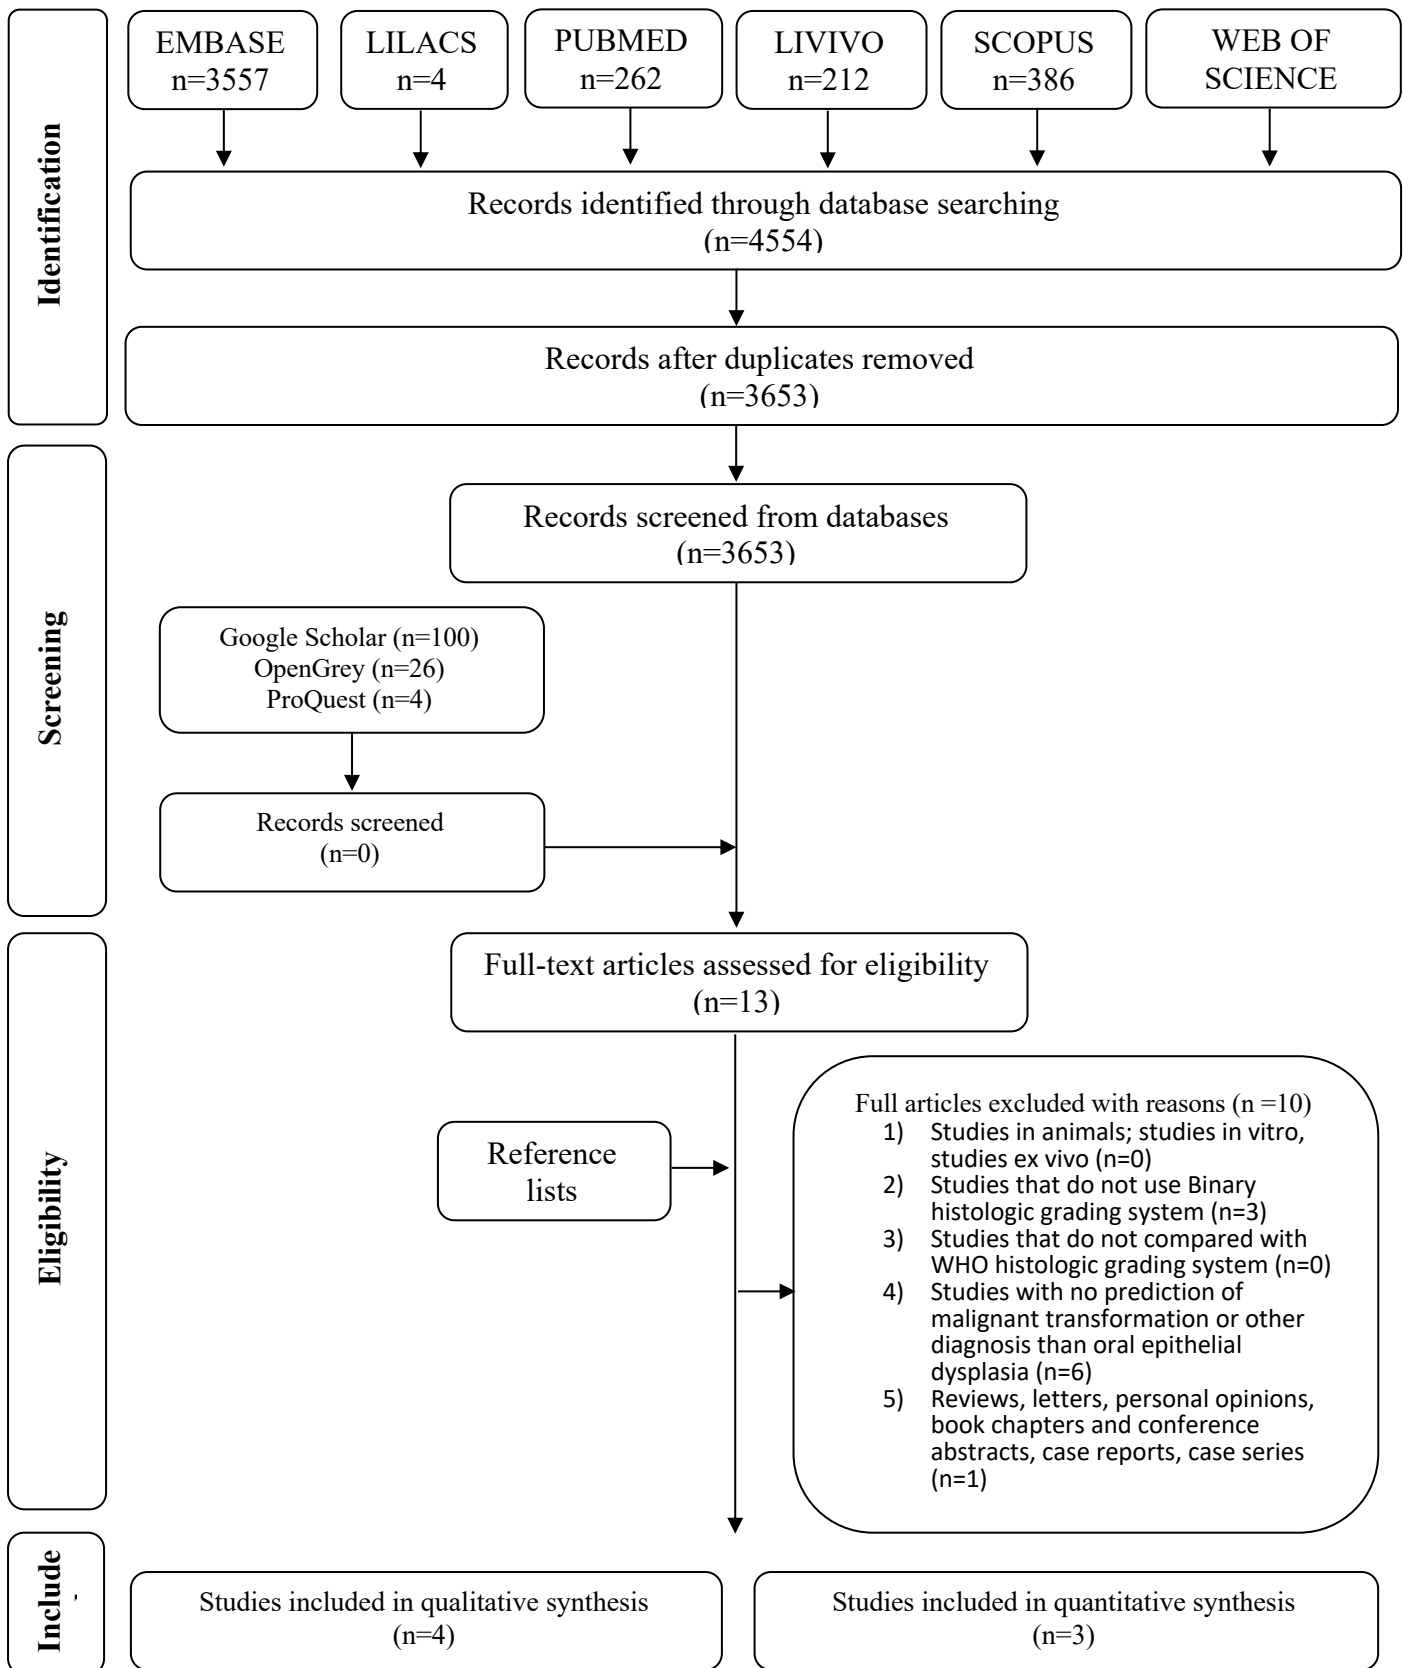 Identification
EMBASE
n=3557
LILACS
n=4
PUBMED
n=262
LIVIVO
n=212
SCOPUS
n=386
WEB OF
SCIENCE
Records identified through database searching
(n=4554)
Records after duplicates removed
(n=3653)
Screening
Records screened from databases
(n=3653)
Google Scholar (n=100)
OpenGrey (n=26)
ProQuest (n=4)
Records screened
(n=0)
Eligibility
Full-text articles assessed for eligibility
(n=13)
Reference
lists
Full articles excluded with reasons (n =10)
1) Studies in animals; studies in vitro,
studies ex vivo (n=0)
2) Studies that do not use Binary
histologic grading system (n=3)
3) Studies that do not compared with
WHO histologic grading system (n=0)
4) Studies with no prediction of
malignant transformation or other
diagnosis than oral epithelial
dysplasia (n=6)
5) Reviews, letters, personal opinions,
book chapters and conference
abstracts, case reports, case series
(n=1)
Include
Studies included in qualitative synthesis
(n=4)
Studies included in quantitative synthesis
(n=3)